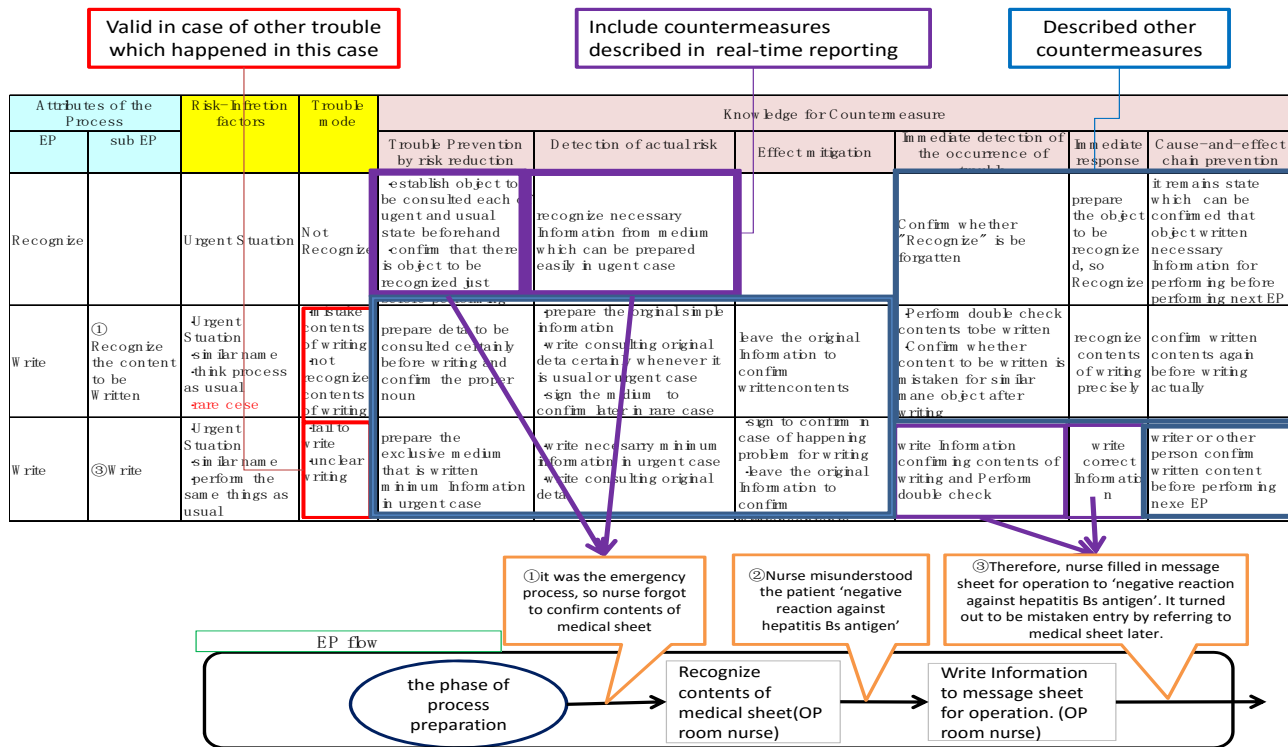 Valid in case of other trouble
which happened in this case
Include countermeasures
described in real-time reporting
Described other
countermeasures
Attributes of the
Process
Risk-Infretion
factors
Trouble
mode
Knowledge for Countermeasure
EP
sub EP
Trouble Prevention
by risk reduction
Detection of actual risk
Effect mitigation
Immediate detection of
the occurrence of
Immediate
response
Cause-and-effect
chain prevention
Recognize
Urgent Situation
Not
Recognize
·establish object to
be consulted each
ugent and usual
state beforehand
·confirm that there
is object to be
recognized just
recognize necessary
Information from medium
which can be prepared
easily in ugent case
Confirm whether
"Recognize" is be
forgatten
prepare
the object
to be
recognize
d, so
Recognize
it remains state
which can be
confirmed that
object written
necessary
Information for
performing before
performing next EP
Write
①
Recognize
the content
to be
Written
·Urgent
Stuation
·similar name
·think process
as usual
·rare cese
·mistake
contents
of writing
·not
recognize
contents
of writing
prepare deta to be
consulted certainly
before writing and
confirm the proper
noun
·prepare the orginal simple
information
·write consulting original
deta certainly whenever it
is usual or urgent case
·sign the medium to
confirm later in rare case
leave the original
Information to
confirm
writtencontents
·Perform double check
contents tobe written
·Confirm whether
content to be written is
mistaken for similar
mane object after
writing
recognize
contents
of writing
precisely
confirm written
contents again
before writing
actually
Write
③Write
·Urgent
Stuation
·similar name
·perform the
same things as
usual
·fail to
write
·unclear
writing
prepare the
exclusive medium
that is written
minimum Information
in urgent case
·write necesarry minimum
information in urgent case
·write consulting original
deta
·sign to confirm in
case of happening
problem for writing
·leave the original
Information to
confirm
write Information
confirming contents of
writing and Perform
double check
write
correct
Informatio
n
writer or other
person confirm
written content
before performing
nexe EP
①it was the emergency
process, so nurse forgot
to confirm contents of
medical sheet
②Nurse misunderstood
the patient ‘negative
reaction against
hepatitis Bs antigen’
③Therefore, nurse filled in message
sheet for operation to ‘negative reaction
against hepatitis Bs antigen’. It turned
out to be mistaken entry by referring to
medical sheet later.
EP flow
the phase of
process
preparation
Recognize
contents of
medical sheet(OP
room nurse)
Write Information
to message sheet
for operation. (OP
room nurse)